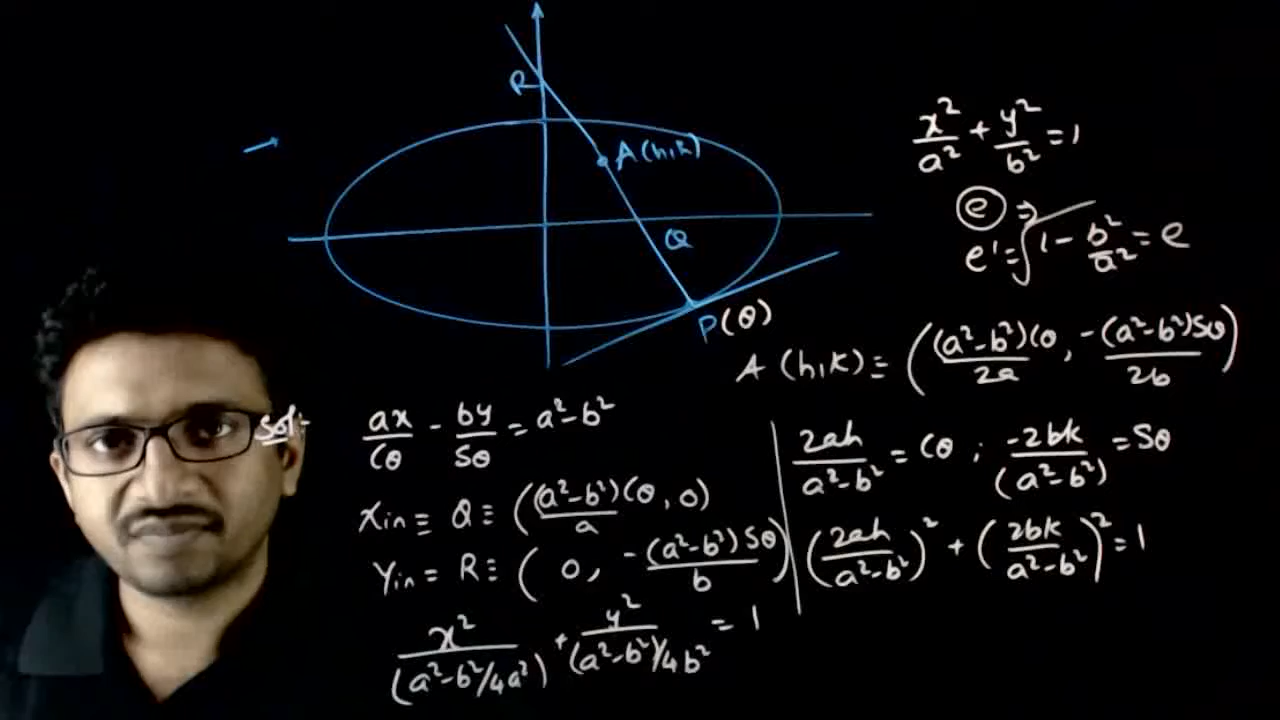 R
A(h,k)
Q
P(θ)
x²/a² + y²/b² = 1
e ⇒
e' = √(1 - b²/a²) = e
A (h,k) ≡ ((a²-b²)Cθ/2a, -(a²-b²)Sθ/2b)
Sol:- ax/Cθ - by/Sθ = a²-b²
Xin ≡ Q ≡ ((a²-b²)Cθ/a, 0)
Yin = R ≡ (0, -(a²-b²)Sθ/b)
x²/(a²-b²/4a²) + y²/(a²-b²)/4b² = 1
2ah/a²-b² = Cθ ; -2bk/(a²-b²) = Sθ
(2ah/a²-b²)² + (2bk/a²-b²)² = 1